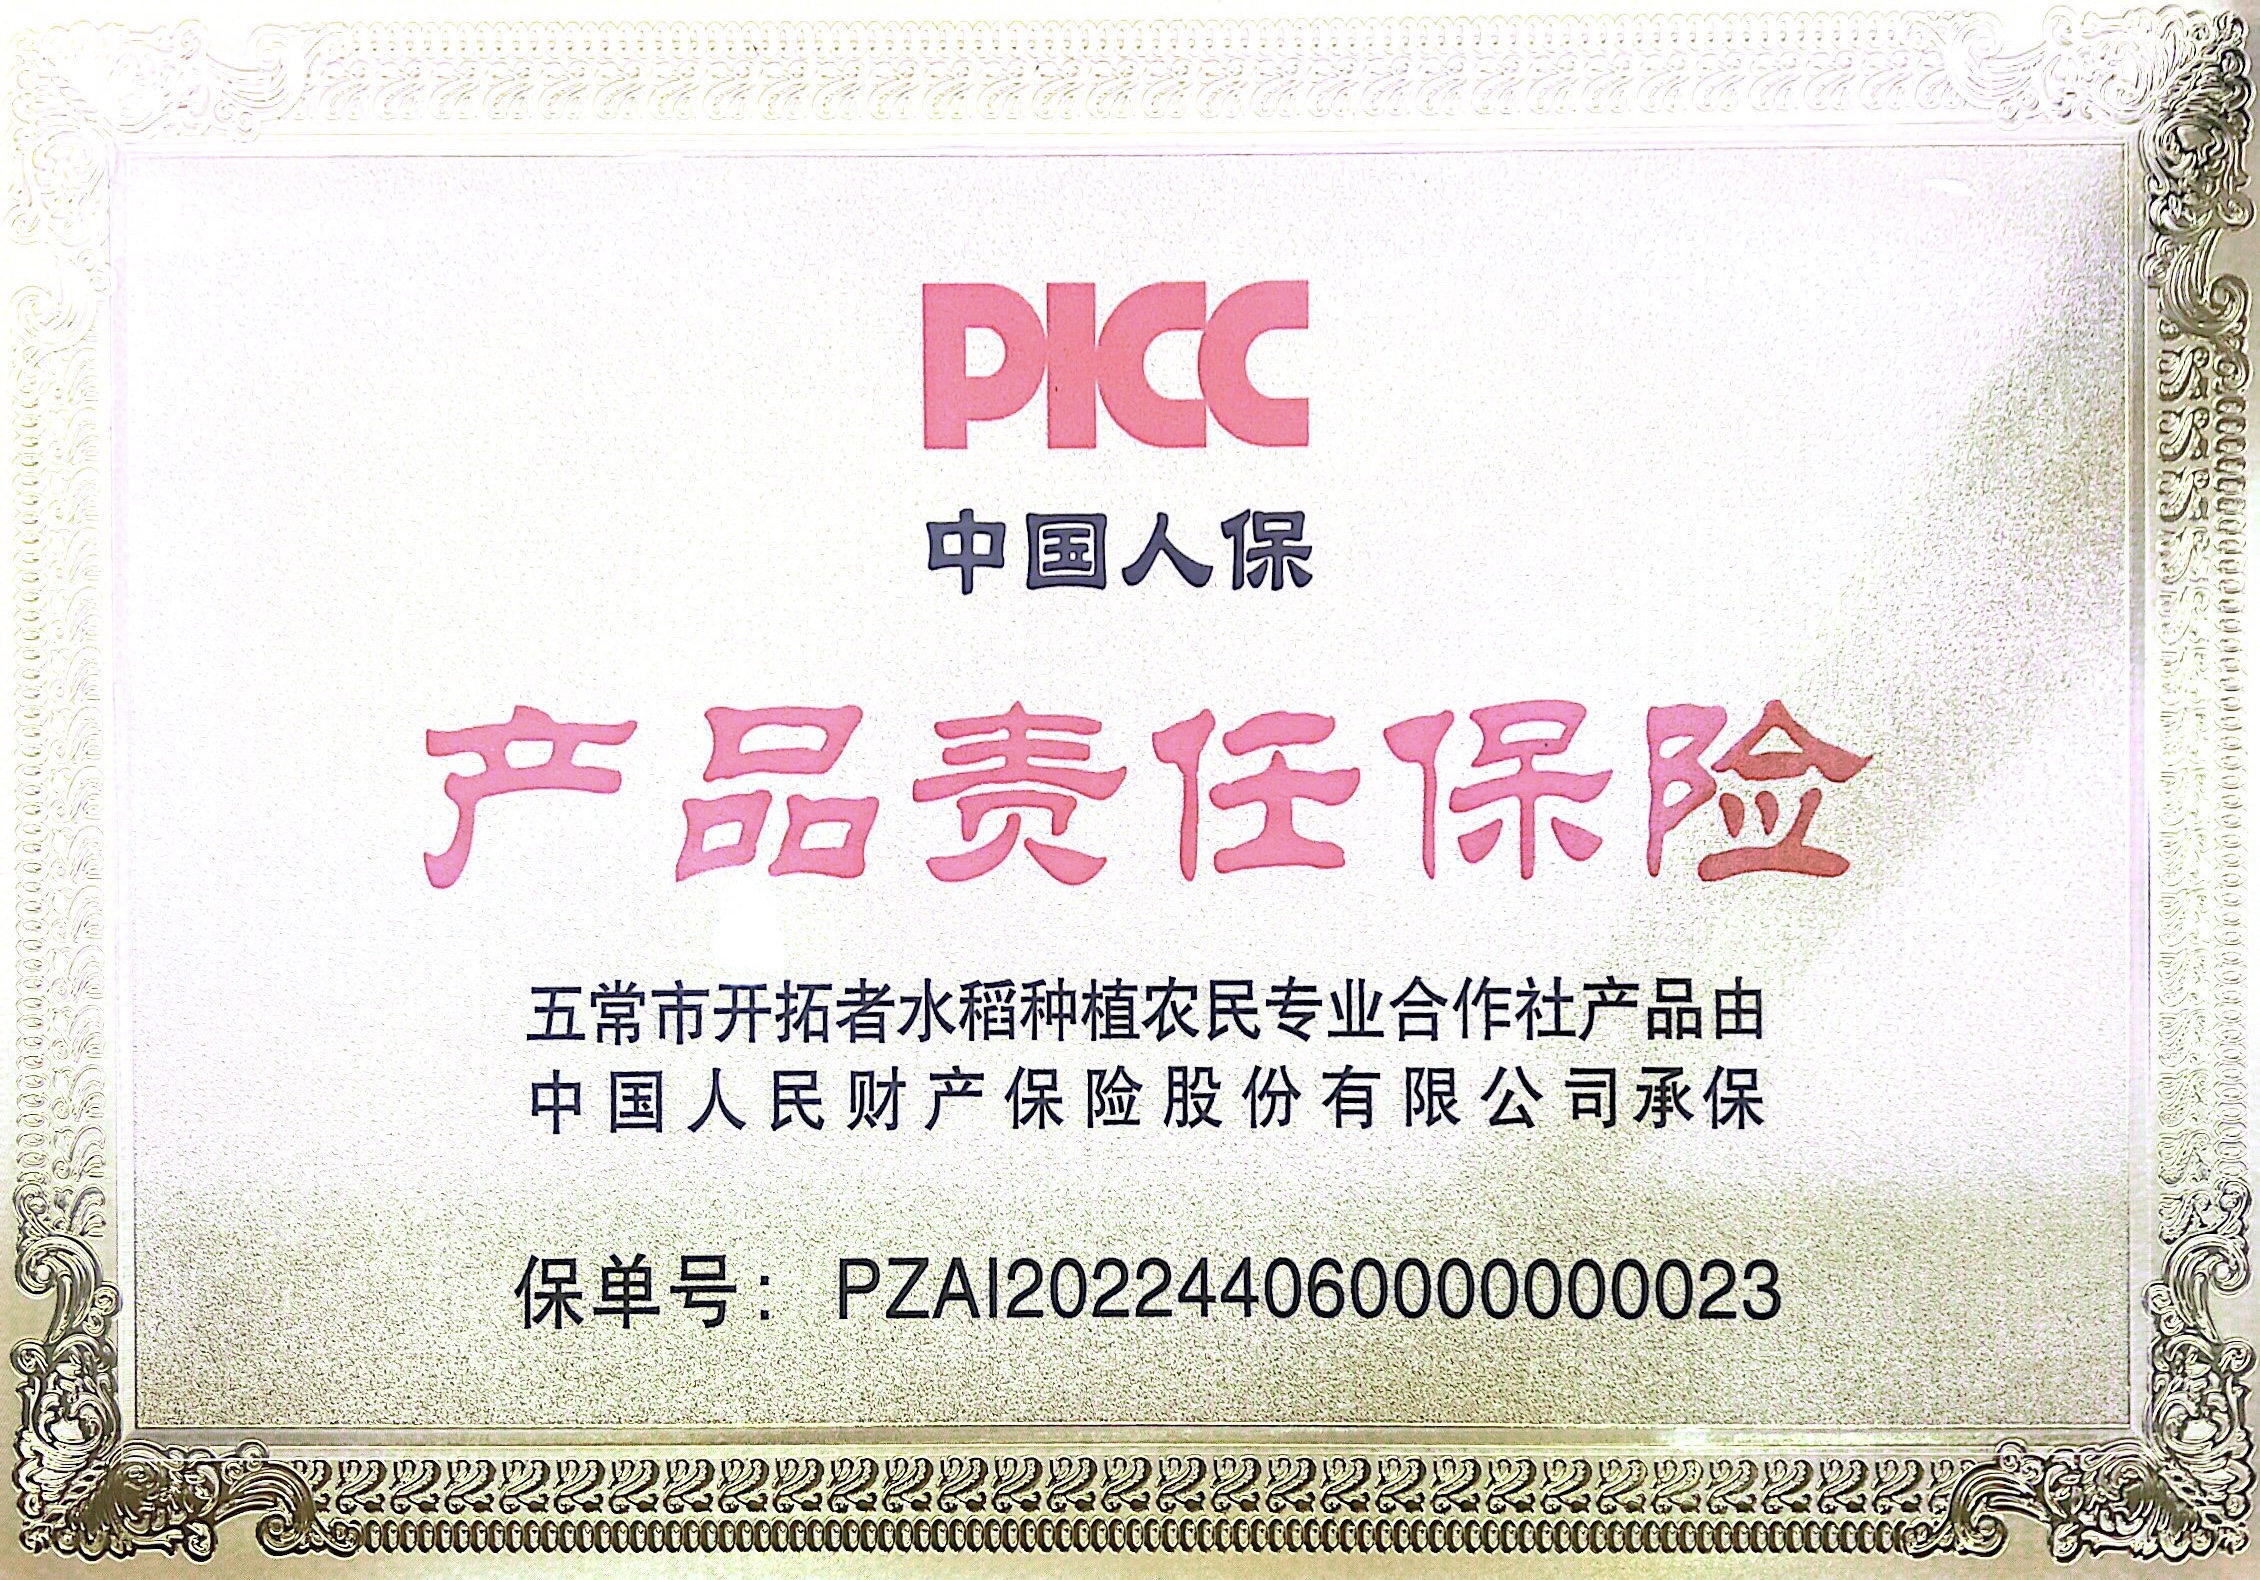 PICC
中国人保
产品责任保险
五常市开拓者水稻种植农民专业合作社产品由
中国人民财产保险股份有限公司承保
保单号：PZAI202244060000000023